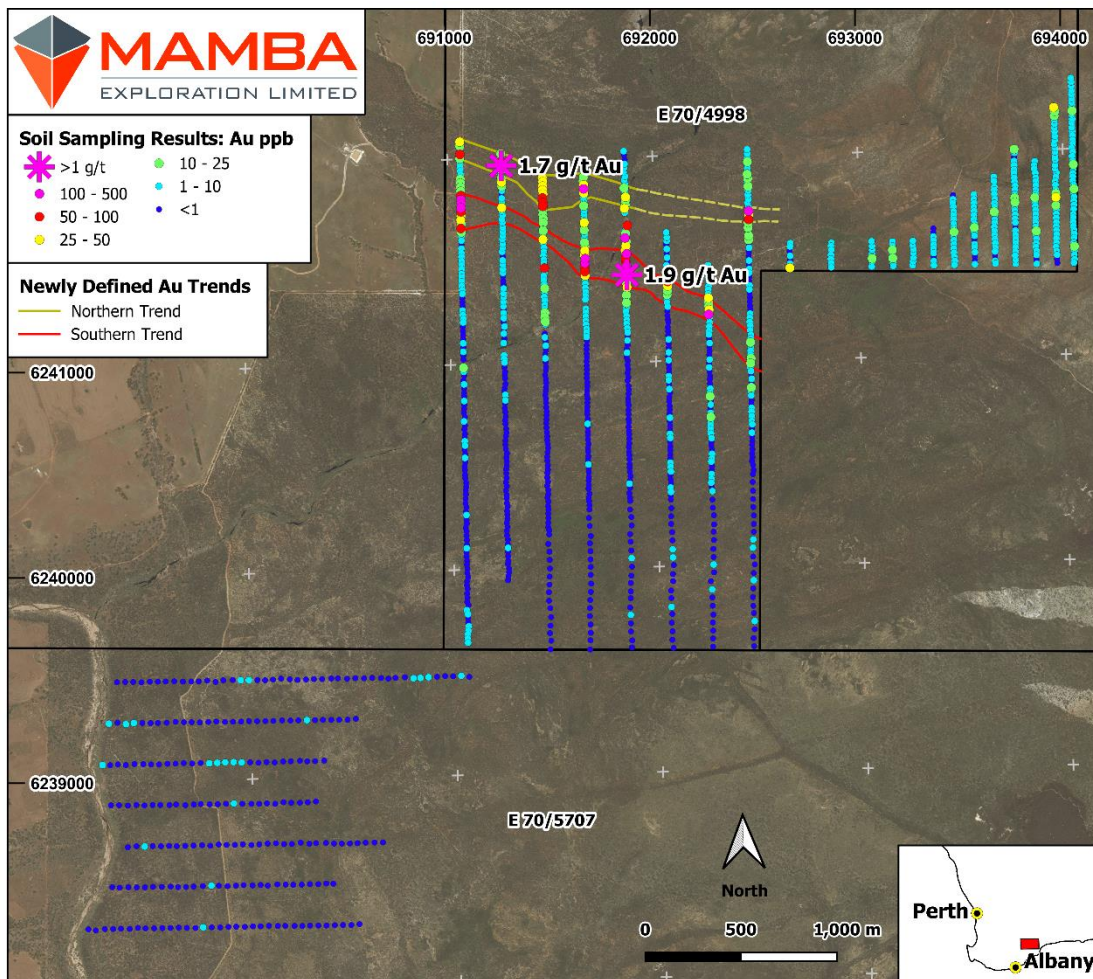 MAMBA
EXPLORATION LIMITED
691000
692000
693000
694000
E 70/4998
Soil Sampling Results: Au ppb
>1 g/t
10 - 25
100 - 500
1 - 10
50 - 100
<1
25 - 50
1.7 g/t Au
1.9 g/t Au
Newly Defined Au Trends
Northern Trend
Southern Trend
6241000
6240000
6239000
E 70/5707
North
0 500 1,000 m
Perth
Albany